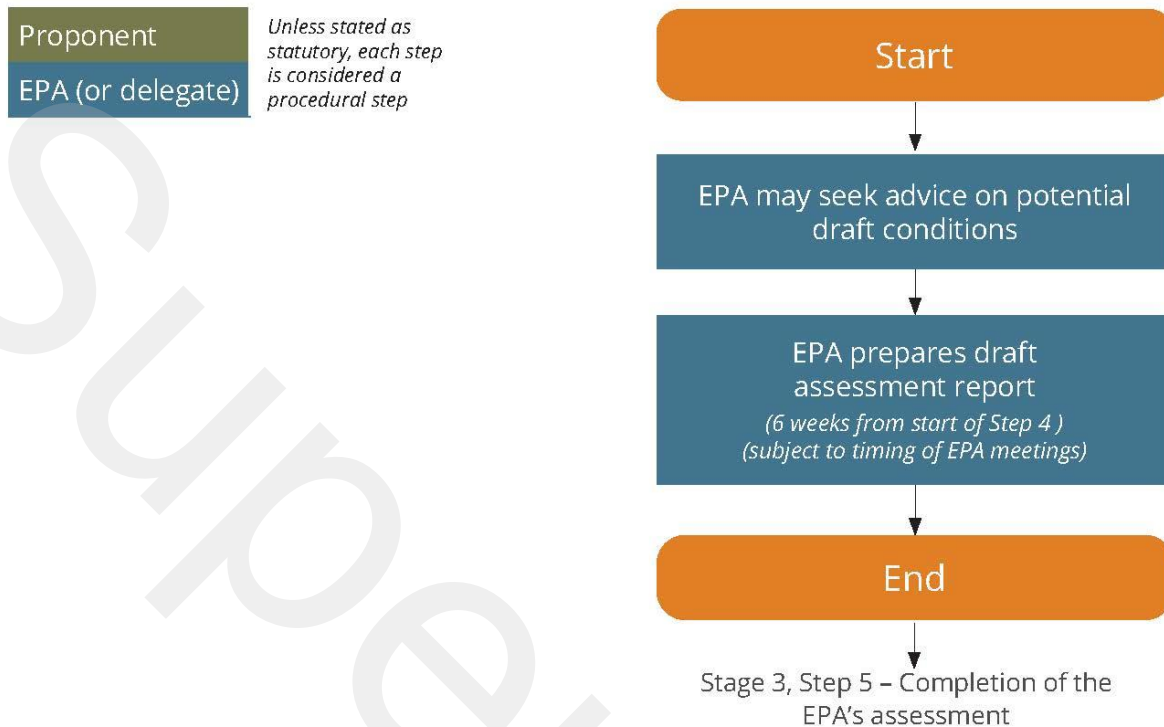 Proponent
EPA (or delegate)
Unless stated as
statutory, each step
is considered a
procedural step
Start
EPA may seek advice on potential
draft conditions
EPA prepares draft
assessment report
(6 weeks from start of Step 4 )
(subject to timing of EPA meetings)
End
Stage 3, Step 5 – Completion of the
EPA's assessment
Supe